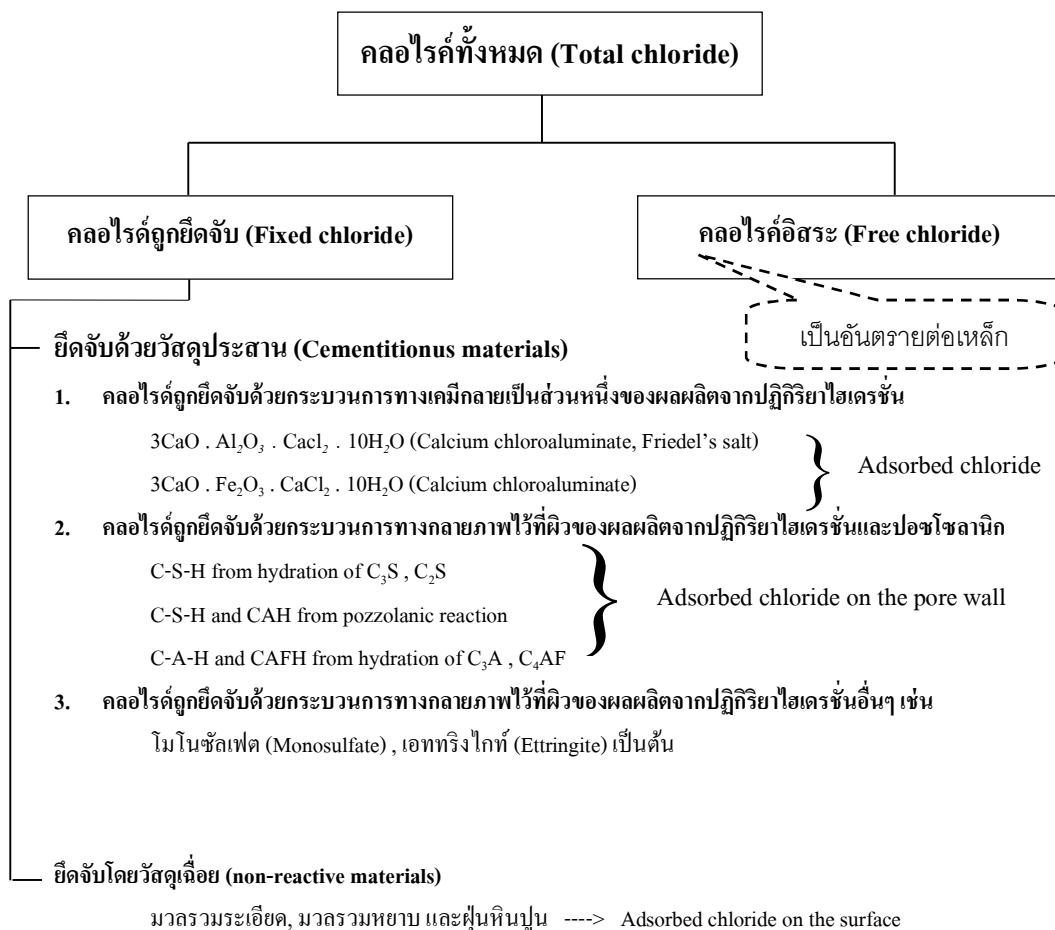 คลอไรค์ทั้งหมด (Total chloride)
คลอไรด์ถูกยึดจับ (Fixed chloride)
คลอไรค์อิสระ (Free chloride)
เป็นอันตรายต่อเหล็ก
ยึดจับด้วยวัสดุประสาน (Cementitionus materials)
1. คลอไรด์ถูกยึดจับด้วยกระบวนการทางเคมีกลายเป็นส่วนหนึ่งของผลผลิตจากปฏิกิริยาไฮเดรชั่น
3CaO . Al₂O₃ . Cacl₂ . 10H₂O (Calcium chloroaluminate, Friedel's salt)
3CaO . Fe₂O₃ . CaCl₂ . 10H₂O (Calcium chloroaluminate)
Adsorbed chloride
2. คลอไรด์ถูกยึดจับด้วยกระบวนการทางกลายภาพไว้ที่ผิวของผลผลิตจากปฏิกิริยาไฮเดรชั่นและปอซโซลานิก
C-S-H from hydration of C₃S , C₂S
C-S-H and CAH from pozzolanic reaction
C-A-H and CAFH from hydration of C₃A , C₄AF
Adsorbed chloride on the pore wall
3. คลอไรด์ถูกยึดจับด้วยกระบวนการทางกลายภาพไว้ที่ผิวของผลผลิตจากปฏิกิริยาไฮเดรชั่นอื่นๆ เช่น
โมโนซัลเฟต (Monosulfate) , เอททริงไกท์ (Ettringite) เป็นต้น
ยึดจับโดยวัสดุเฉื่อย (non-reactive materials)
มวลรวมระเอียด, มวลรวมหยาบ และฝุ่นหินปูน ----> Adsorbed chloride on the surface